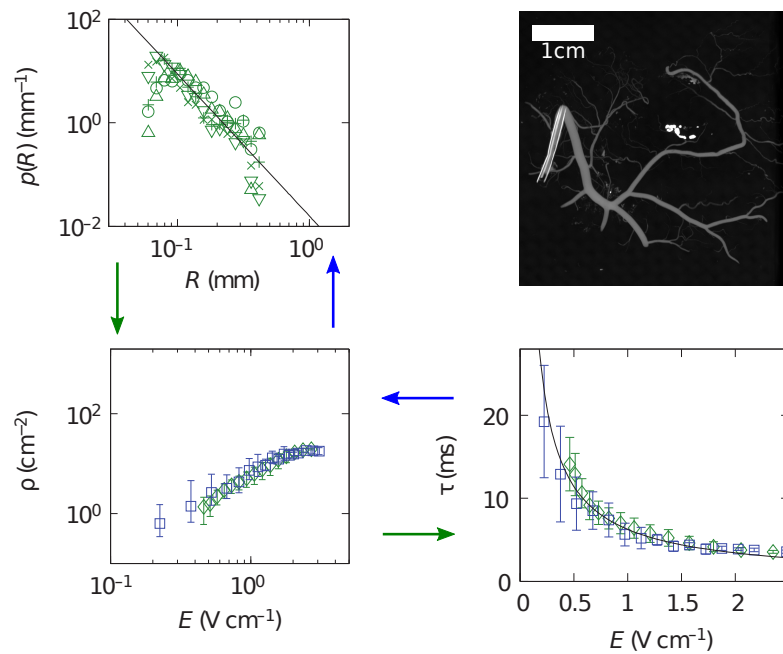 10²
10⁰
10⁻²
p(R) (mm⁻¹)
10⁻¹ 10⁰
R (mm)
1cm
10²
10⁰
ρ (cm⁻²)
10⁻¹ 10⁰
E (V cm⁻¹)
20
10
0
τ (ms)
0 0.5 1 1.5 2
E (V cm⁻¹)